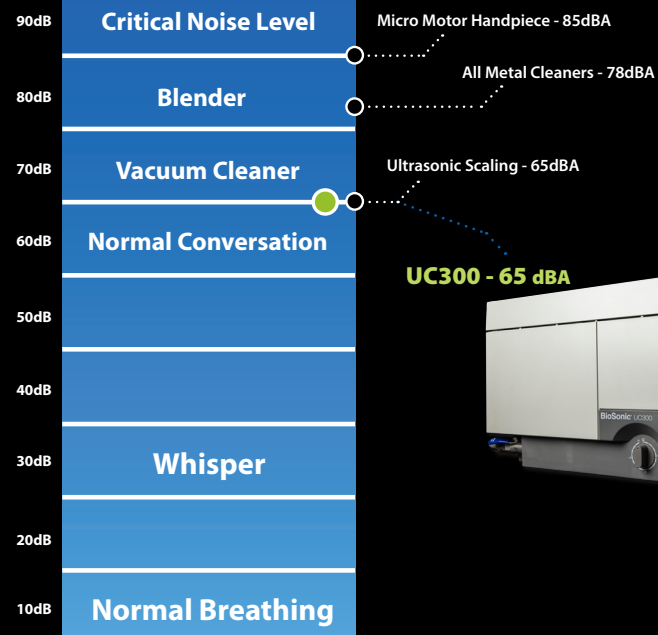 90dB Critical Noise Level
Micro Motor Handpiece - 85dBA
All Metal Cleaners - 78dBA
80dB Blender
70dB Vacuum Cleaner
Ultrasonic Scaling - 65dBA
60dB Normal Conversation
UC300 - 65 dBA
50dB
40dB
BioSonic UC300
30dB Whisper
20dB
10dB Normal Breathing